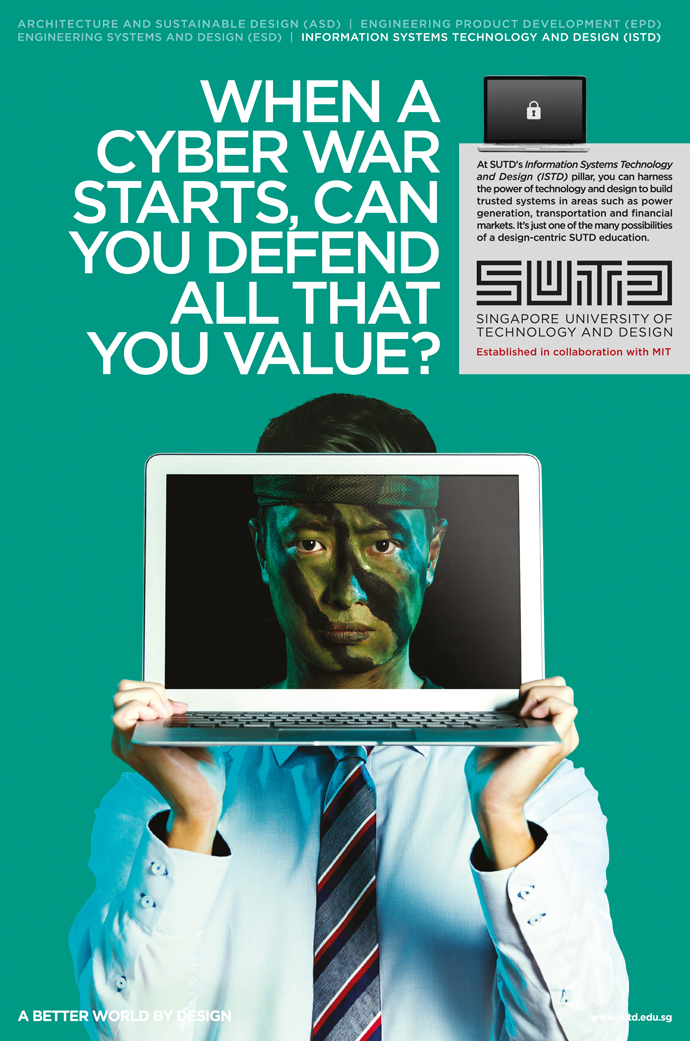 ARCHITECTURE AND SUSTAINABLE DESIGN (ASD) | ENGINEERING PRODUCT DEVELOPMENT (EPD)
ENGINEERING SYSTEMS AND DESIGN (ESD) | INFORMATION SYSTEMS TECHNOLOGY AND DESIGN (ISTD)
WHEN A
CYBER WAR
STARTS, CAN
YOU DEFEND
ALL THAT
YOU VALUE?
At SUTD's Information Systems Technology
and Design (ISTD) pillar, you can harness
the power of technology and design to build
trusted systems in areas such as power
generation, transportation and financial
markets. It's just one of the many possibilities
of a design-centric SUTD education.
SUTD
SINGAPORE UNIVERSITY OF
TECHNOLOGY AND DESIGN
Established in collaboration with MIT
A BETTER WORLD BY DESIGN
www.sutd.edu.sg